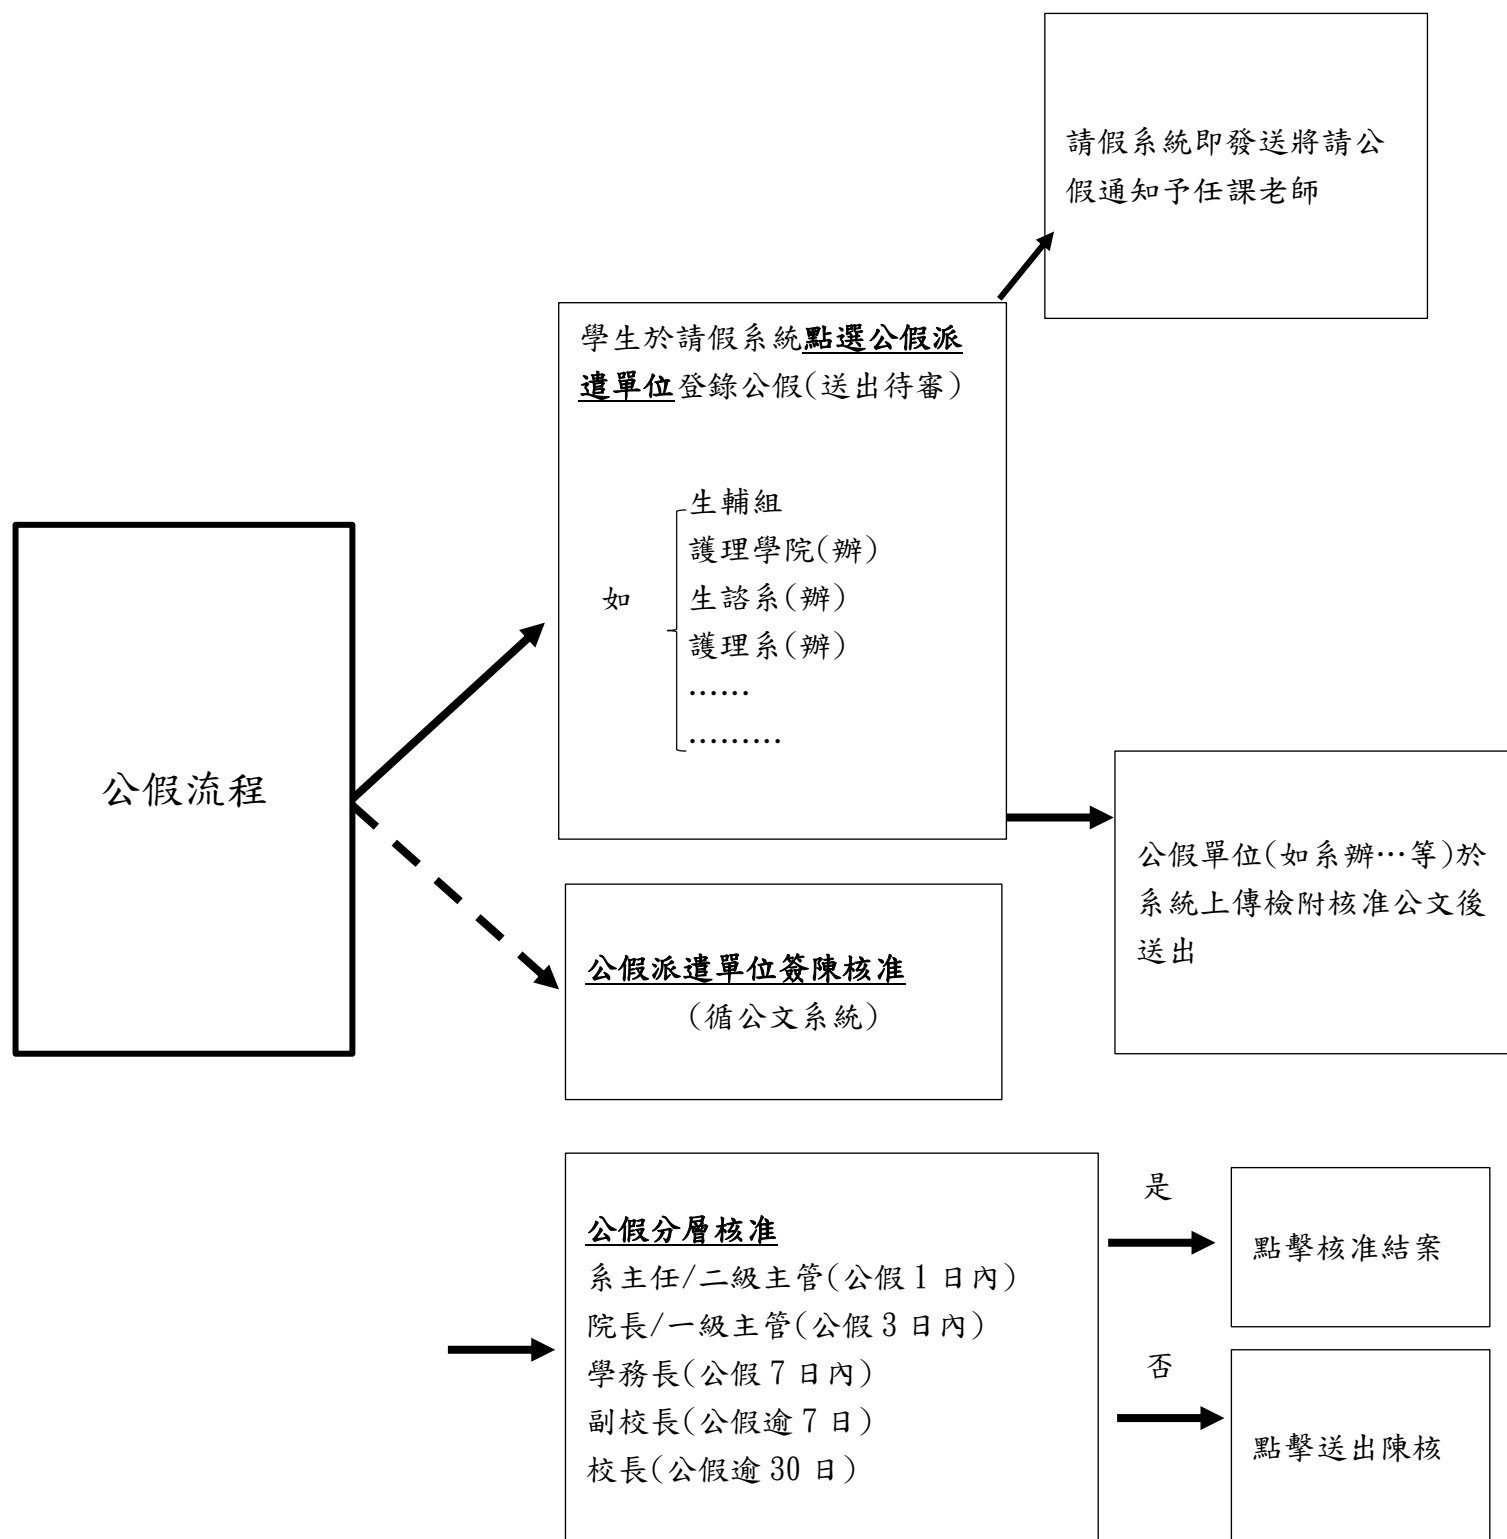 請假系統即發送將請公
假通知予任課老師
學生於請假系統點選公假派
遣單位登錄公假(送出待審)
如
生輔組
護理學院(辦)
生諮系(辦)
護理系(辦)
……
………
公假流程
公假單位(如系辦…等)於
系統上傳檢附核准公文後
送出
公假派遣單位簽陳核准
(循公文系統)
公假分層核准
系主任/二級主管(公假1日內)
院長/一級主管(公假3日內)
學務長(公假7日內)
副校長(公假逾7日)
校長(公假逾30日)
是
點擊核准結案
否
點擊送出陳核